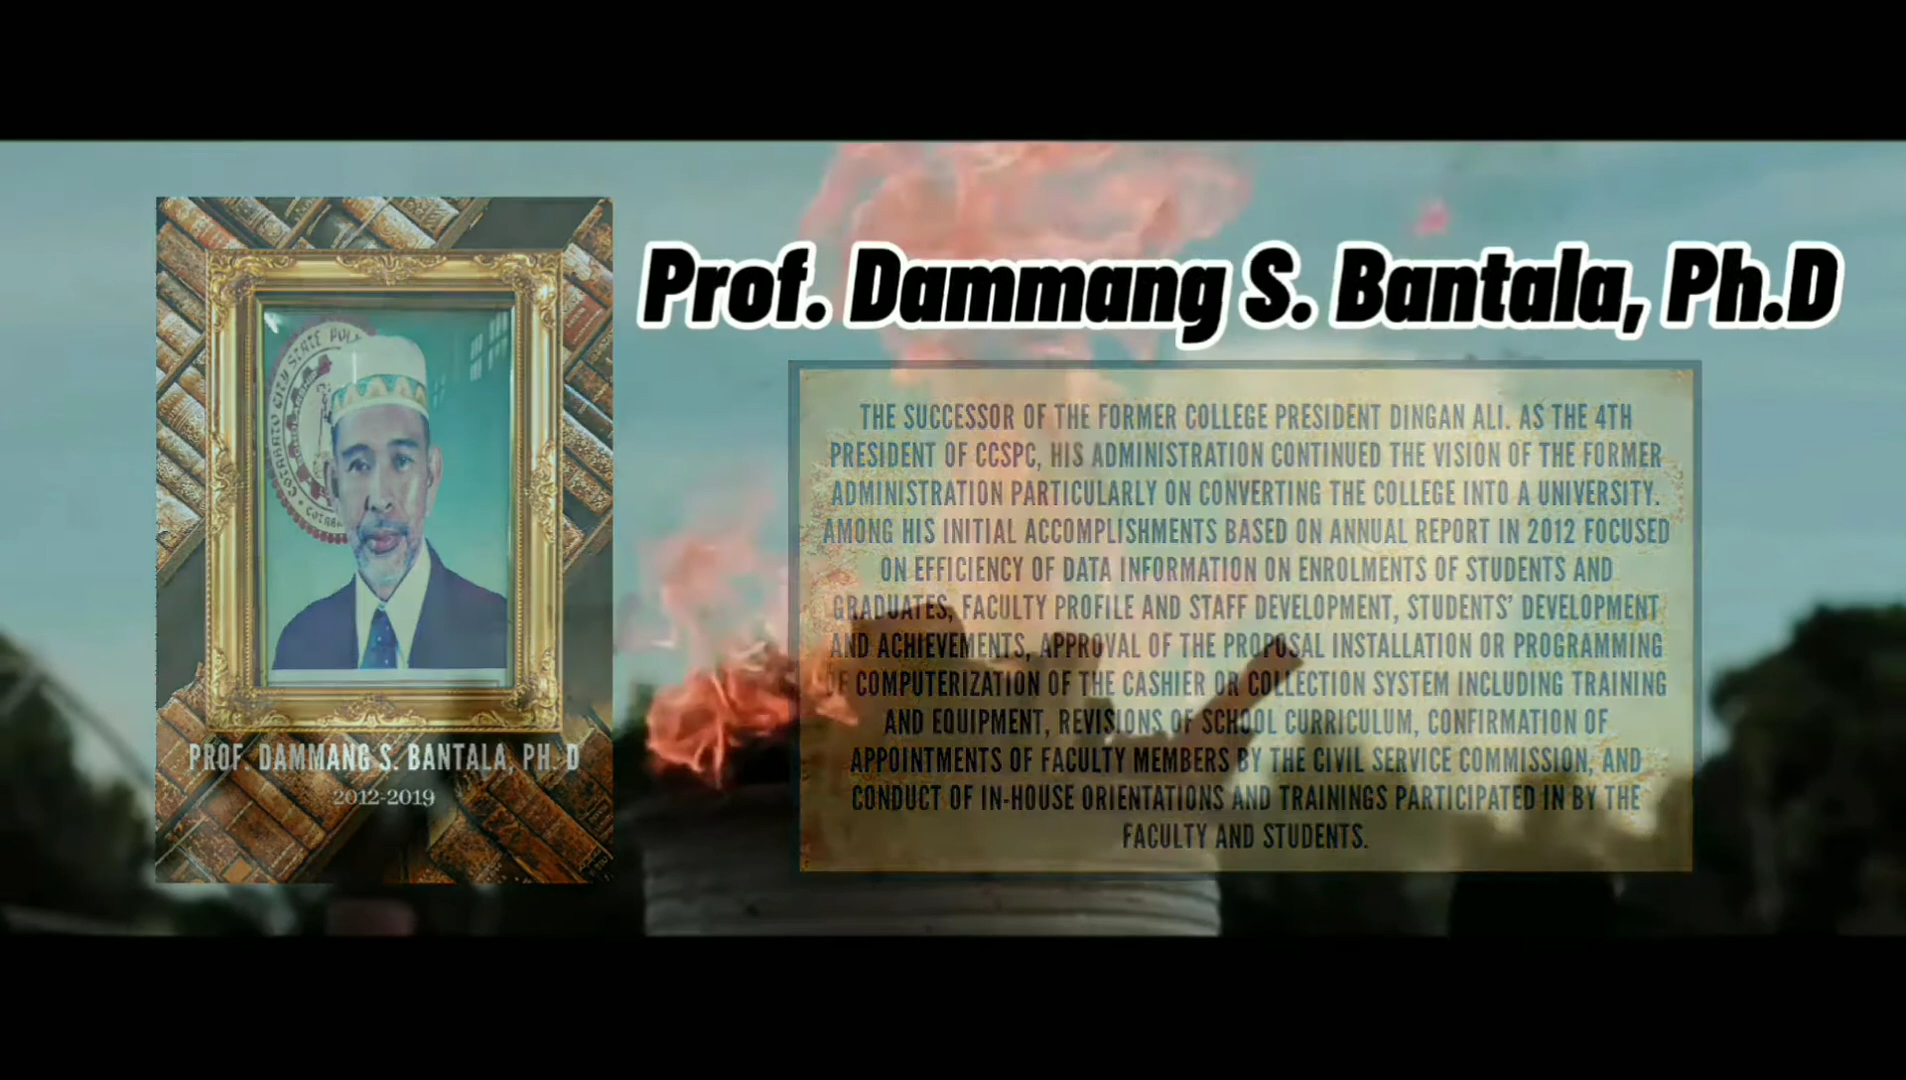 Prof. Dammang S. Bantala, Ph.D
THE SUCCESSOR OF THE FORMER COLLEGE PRESIDENT DINGAN ALI. AS THE 4TH
PRESIDENT OF CCSPC, HIS ADMINISTRATION CONTINUED THE VISION OF THE FORMER
ADMINISTRATION PARTICULARLY ON CONVERTING THE COLLEGE INTO A UNIVERSITY.
AMONG HIS INITIAL ACCOMPLISHMENTS BASED ON ANNUAL REPORT IN 2012 FOCUSED
ON EFFICIENCY OF DATA INFORMATION ON ENROLMENTS OF STUDENTS AND
GRADUATES, FACULTY PROFILE AND STAFF DEVELOPMENT, STUDENTS' DEVELOPMENT
AND ACHIEVEMENTS, APPROVAL OF THE PROPOSAL INSTALLATION OR PROGRAMMING
OF COMPUTERIZATION OF THE CASHIER OR COLLECTION SYSTEM INCLUDING TRAINING
AND EQUIPMENT, REVISIONS OF SCHOOL CURRICULUM, CONFIRMATION OF
APPOINTMENTS OF FACULTY MEMBERS BY THE CIVIL SERVICE COMMISSION, AND
CONDUCT OF IN-HOUSE ORIENTATIONS AND TRAININGS PARTICIPATED IN BY THE
FACULTY AND STUDENTS.
CITY STATE
PROF. DAMMANG S. BANTALA, PH. D
2012-2019